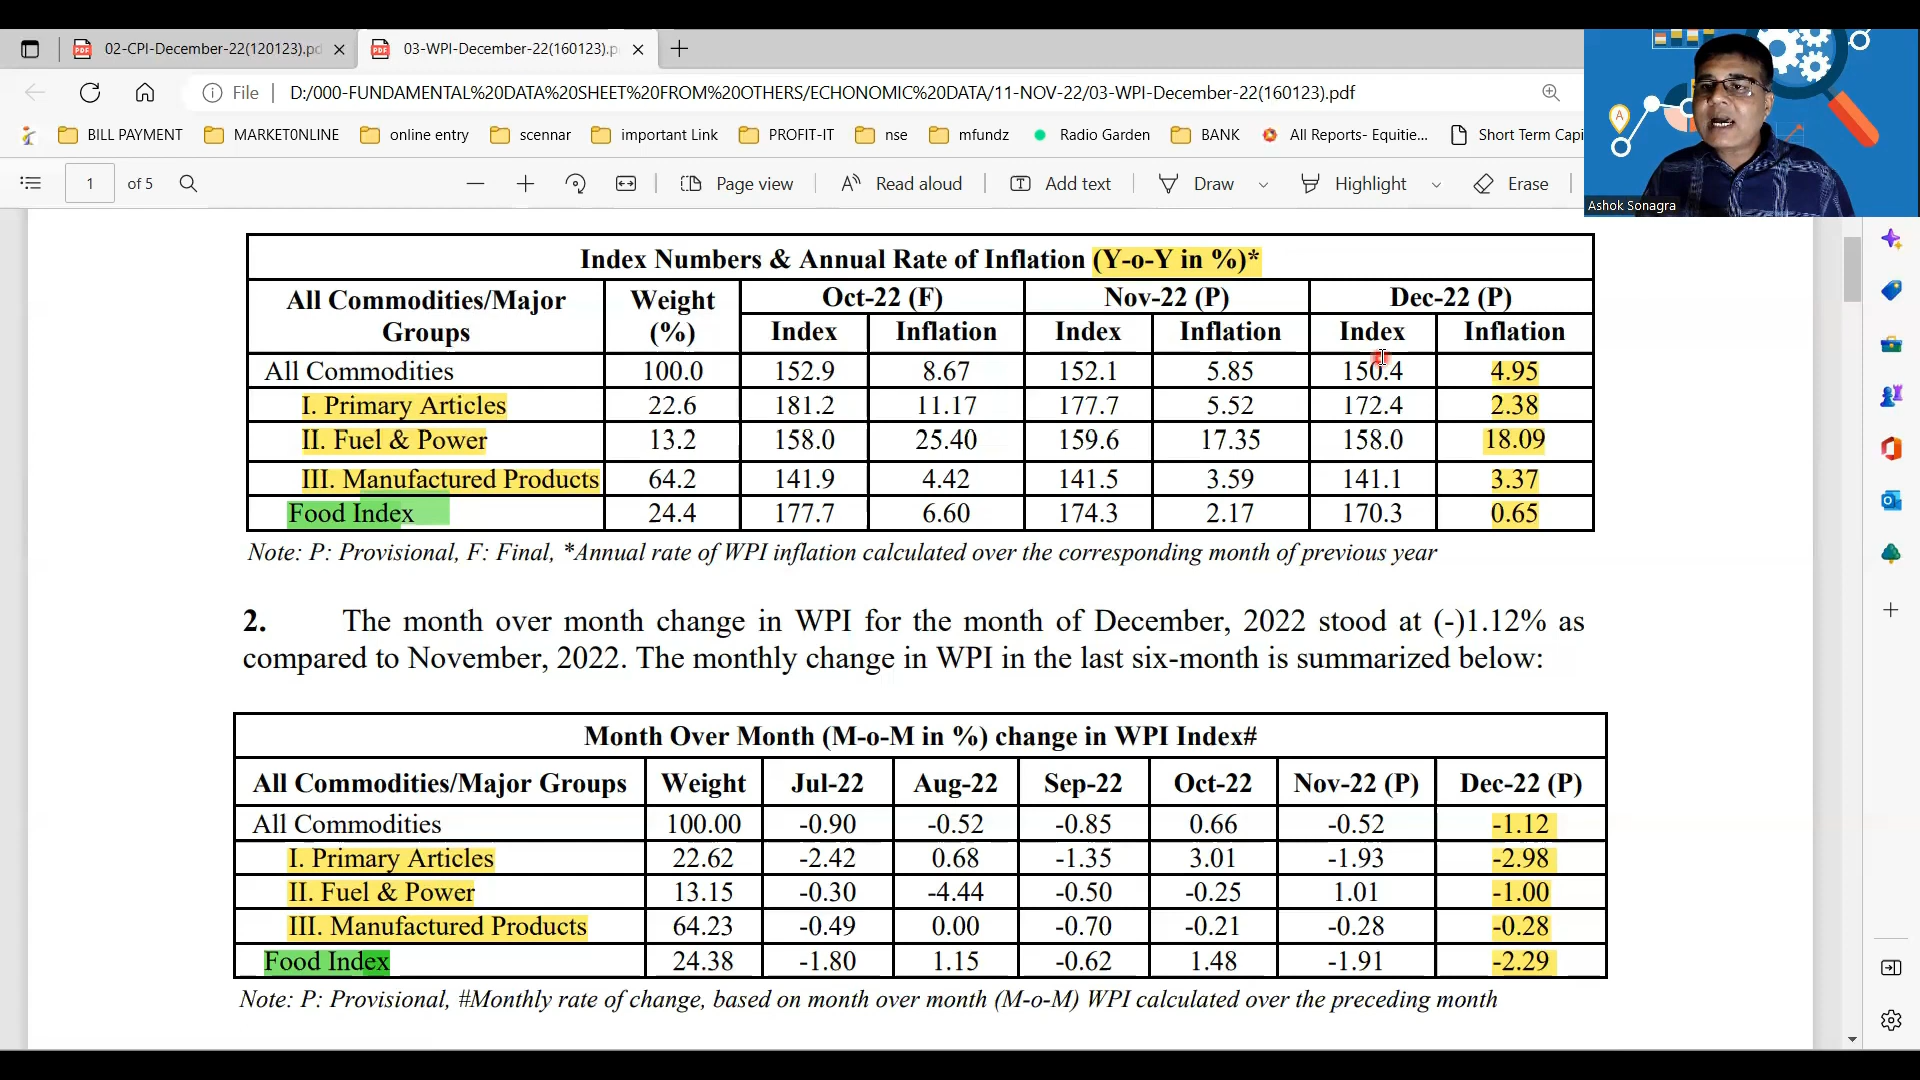 02-CPI-December-22(120123).pd
03-WPI-December-22(160123).p
File
D:/000-FUNDAMENTAL%20DATA%20SHEET%20FROM%20OTHERS/ECHONOMIC%20DATA/11-NOV-22/03-WPI-December-22(160123).pdf
BILL PAYMENT MARKET0NLINE online entry scennar important Link PROFIT-IT nse mfundz Radio Garden BANK All Reports- Equitie... Short Term Capi
1 of 5 Page view Read aloud Add text Draw Highlight Erase
A
Ashok Sonagra
Index Numbers & Annual Rate of Inflation (Y-o-Y in %)*
All Commodities/Major Groups Weight (%) Oct-22 (F) Nov-22 (P) Dec-22 (P)
Index Inflation Index Inflation Index Inflation
All Commodities 100.0 152.9 8.67 152.1 5.85 150.4 4.95
I. Primary Articles 22.6 181.2 11.17 177.7 5.52 172.4 2.38
II. Fuel & Power 13.2 158.0 25.40 159.6 17.35 158.0 18.09
III. Manufactured Products 64.2 141.9 4.42 141.5 3.59 141.1 3.37
Food Index 24.4 177.7 6.60 174.3 2.17 170.3 0.65
Note: P: Provisional, F: Final, *Annual rate of WPI inflation calculated over the corresponding month of previous year
2. The month over month change in WPI for the month of December, 2022 stood at (-)1.12% as
compared to November, 2022. The monthly change in WPI in the last six-month is summarized below:
Month Over Month (M-o-M in %) change in WPI Index#
All Commodities/Major Groups Weight Jul-22 Aug-22 Sep-22 Oct-22 Nov-22 (P) Dec-22 (P)
All Commodities 100.00 -0.90 -0.52 -0.85 0.66 -0.52 -1.12
I. Primary Articles 22.62 -2.42 0.68 -1.35 3.01 -1.93 -2.98
II. Fuel & Power 13.15 -0.30 -4.44 -0.50 -0.25 1.01 -1.00
III. Manufactured Products 64.23 -0.49 0.00 -0.70 -0.21 -0.28 -0.28
Food Index 24.38 -1.80 1.15 -0.62 1.48 -1.91 -2.29
Note: P: Provisional, #Monthly rate of change, based on month over month (M-o-M) WPI calculated over the preceding month